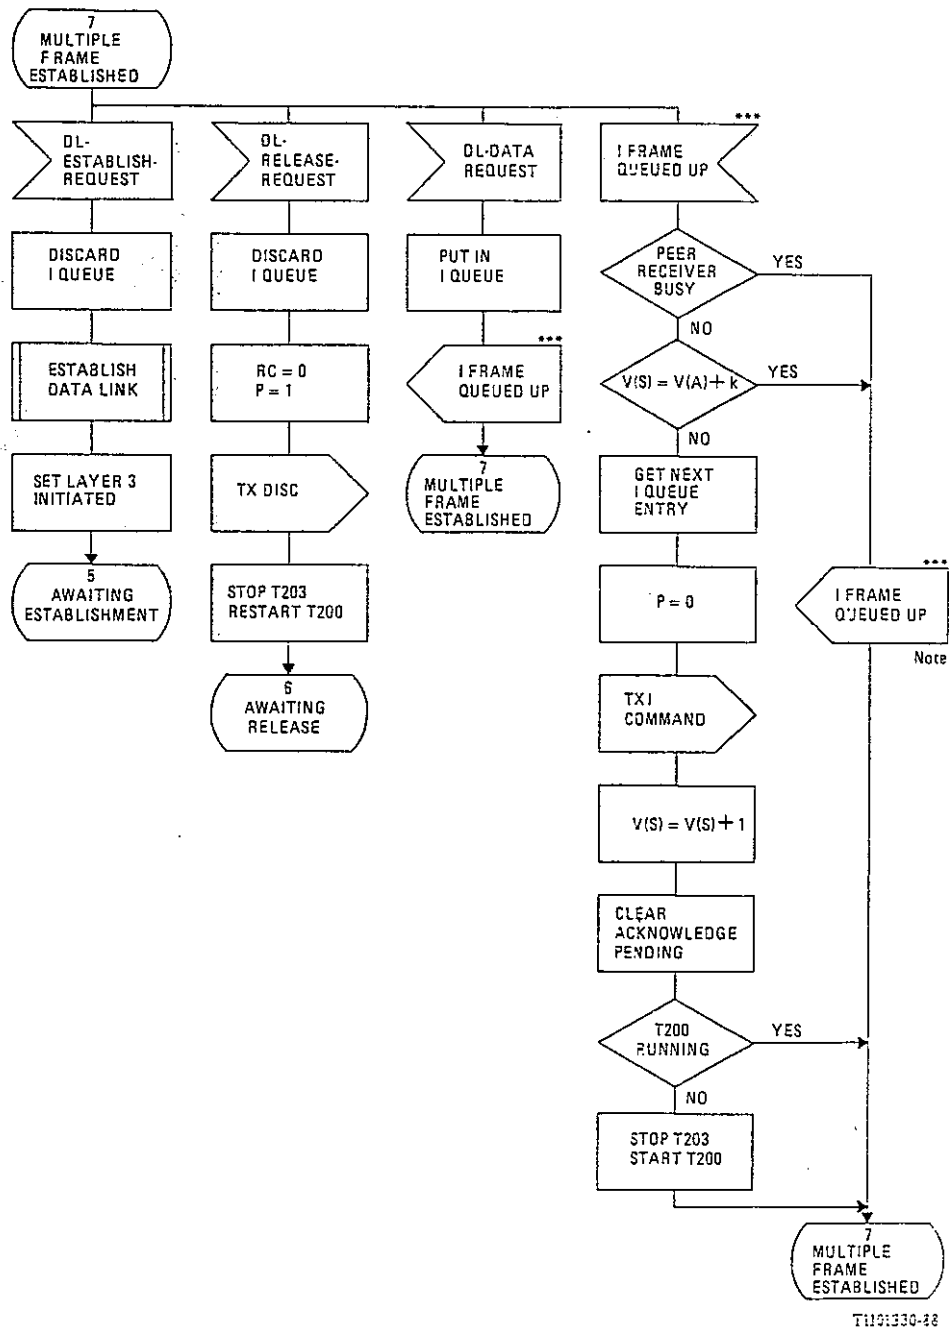 7
MULTIPLE
FRAME
ESTABLISHED
DL-
ESTABLISH-
REQUEST
DISCARD
I QUEUE
ESTABLISH
DATA LINK
SET LAYER 3
INITIATED
5
AWAITING
ESTABLISHMENT
DL-
RELEASE-
REQUEST
DISCARD
I QUEUE
RC = 0
P = 1
TX DISC
STOP T203
RESTART T200
6
AWAITING
RELEASE
DL-DATA
REQUEST
PUT IN
I QUEUE
***
I FRAME
QUEUED UP
7
MULTIPLE
FRAME
ESTABLISHED
***
I FRAME
QUEUED UP
PEER
RECEIVER
BUSY
YES
NO
V(S) = V(A) + k
YES
NO
GET NEXT
I QUEUE
ENTRY
P = 0
TX I
COMMAND
V(S) = V(S) + 1
CLEAR
ACKNOWLEDGE
PENDING
T200
RUNNING
YES
NO
STOP T203
START T200
***
I FRAME
QUEUED UP
Note
7
MULTIPLE
FRAME
ESTABLISHED
T1101330-88